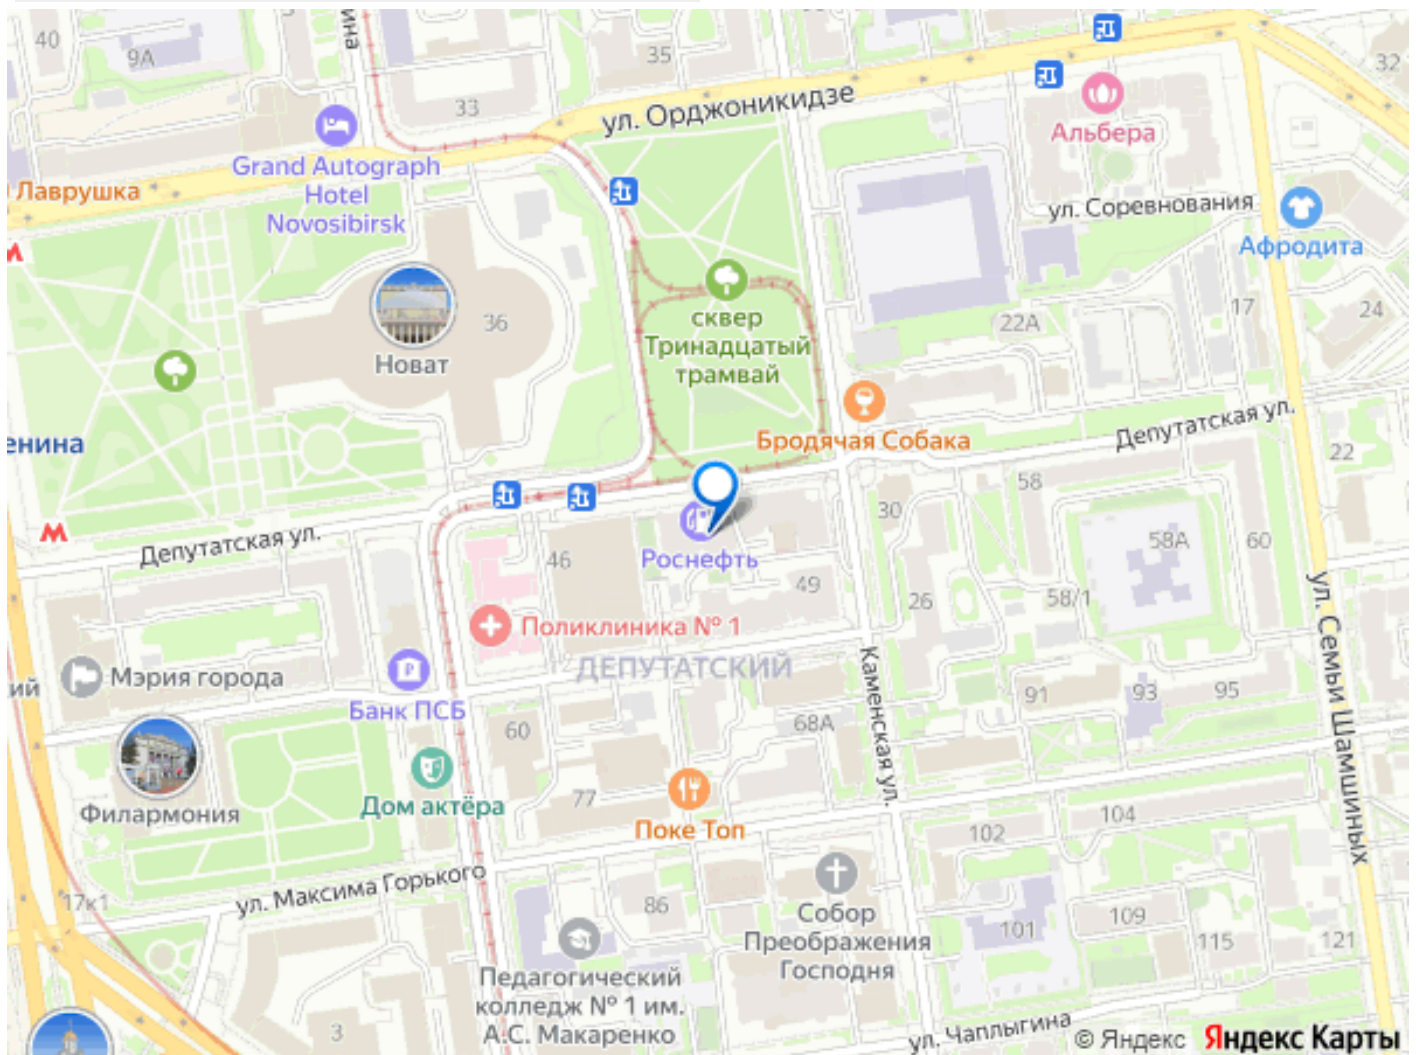 40
9А
ина
35
32
33
ул. Орджоникидзе
Альбера
Grand Autograph
Hotel
Novosibirsk
Лаврушка
ул. Соревнования
Афродита
36
Новат
сквер
Тринадцатый
трамвай
22А
17
24
енина
Бродячая Собака
Депутатская ул.
22
58
30
Депутатская ул.
46
Роснефть
49
58А
60
26
58/1
Поликлиника № 1
ДЕПУТАТСКИЙ
ий
Мэрия города
Банк ПСБ
Каменская ул.
ул. Семьи Шамшиных
91
93
95
60
68А
Филармония
Дом актёра
77
Поке Топ
102
104
ул. Максима Горького
17к1
86
Собор
Преображения
Господня
101
109
115
121
Педагогический
колледж № 1 им.
А.С. Макаренко
3
ул. Чаплыгина
© Яндекс Яндекс Карты